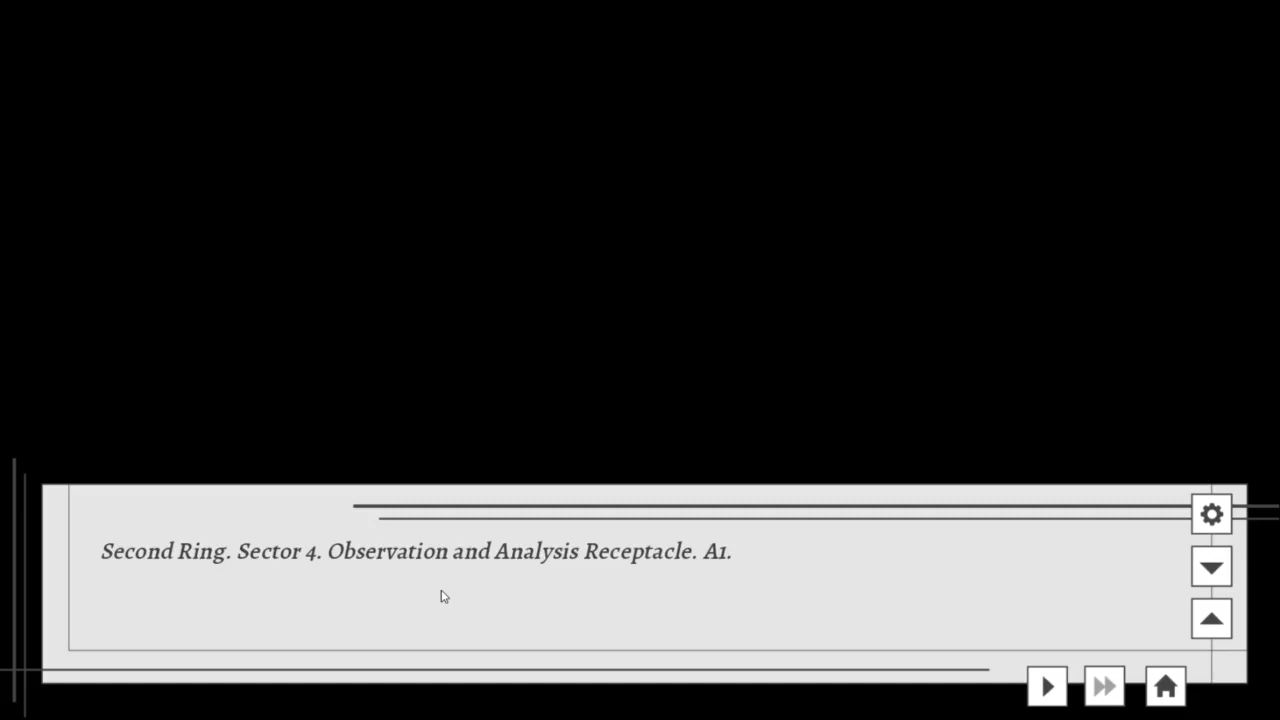 Second Ring. Sector 4. Observation and Analysis Receptacle. A1.